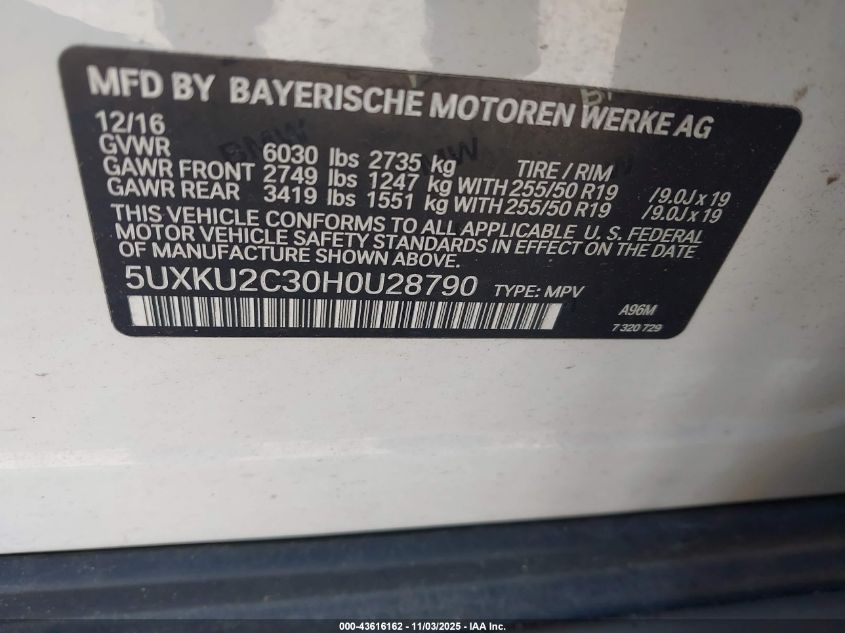 MFD BY BAYERISCHE MOTOREN WERKE AG
12/16
GVWR 6030 lbs 2735 kg TIRE / RIM
GAWR FRONT 2749 lbs 1247 kg WITH 255/50 R19 /9.0J x 19
GAWR REAR 3419 lbs 1551 kg WITH 255/50 R19 /9.0J x 19
THIS VEHICLE CONFORMS TO ALL APPLICABLE U.S. FEDERAL
MOTOR VEHICLE SAFETY STANDARDS IN EFFECT ON THE DATE
OF MANUFACTURE SHOWN ABOVE.
5UXKU2C30H0U28790 TYPE: MPV
A96M
7 320 729
000-43616162 - 11/03/2025 - IAA Inc.